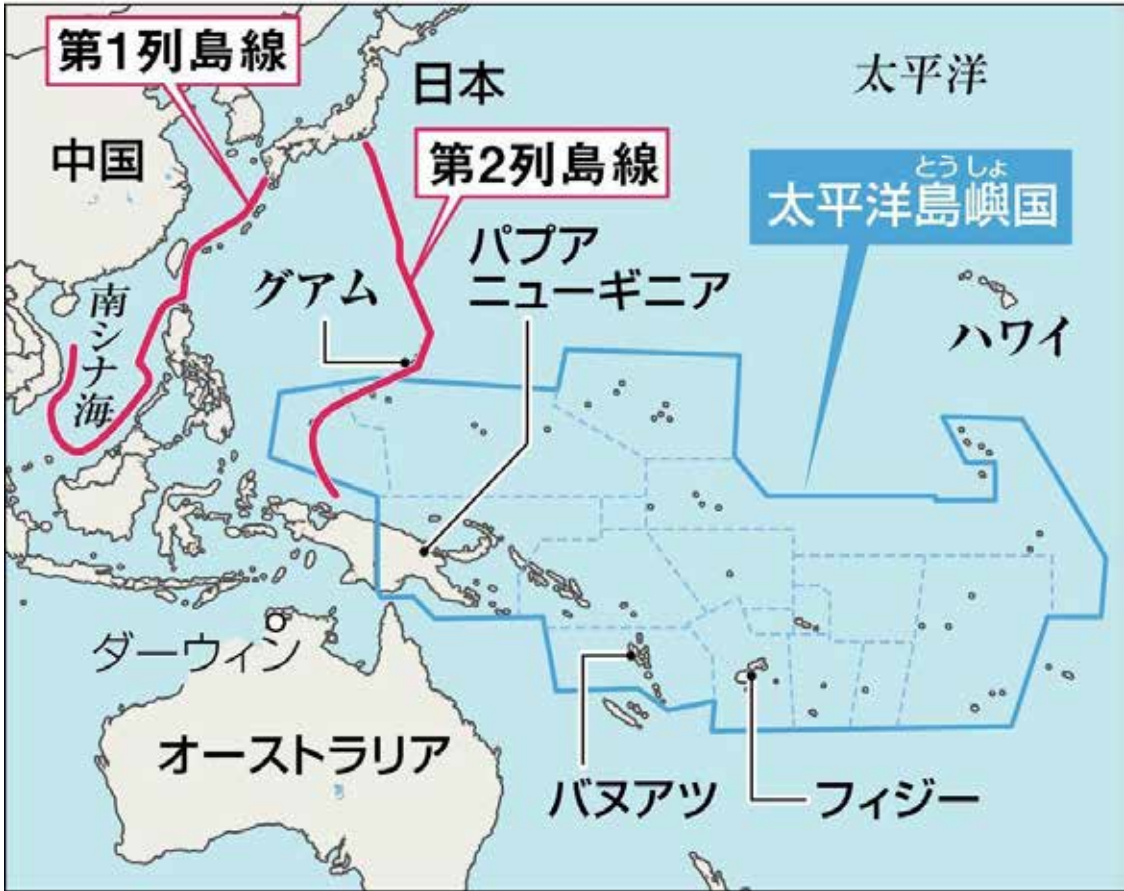 第1列島線
日本
太平洋
中国
第2列島線
とうしょ
太平洋島嶼国
パプア
ニューギニア
グアム
南シナ海
ハワイ
ダーウィン
オーストラリア
バヌアツ
フィジー